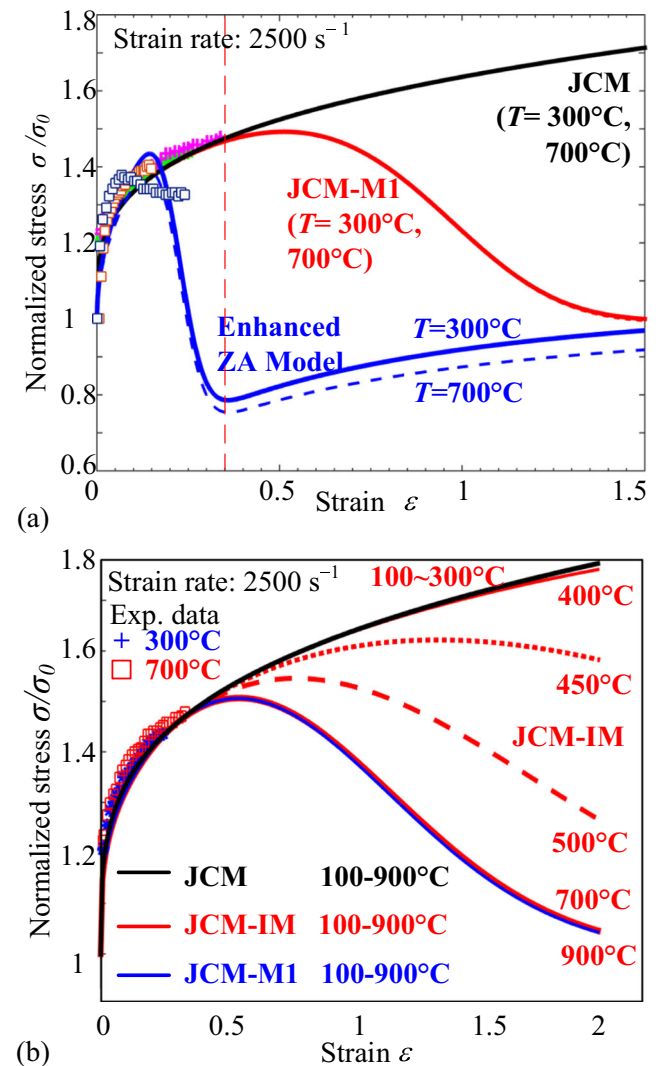 1.8
Strain rate: 2500 s⁻¹
JCM
(T= 300°C,
700°C)
1.6
1.4
JCM-M1
(T= 300°C,
700°C)
1.2
1
Enhanced
ZA Model
T=300°C
T=700°C
0.8
0.6
Normalized stress σ/σ0
0 0.5 1 1.5
Strain ε
(a)
1.8
Strain rate: 2500 s⁻¹
100~300°C
400°C
Exp. data
+ 300°C
□ 700°C
1.6
450°C
JCM-IM
1.4
500°C
1.2
JCM 100-900°C
700°C
JCM-IM 100-900°C
1
900°C
JCM-M1 100-900°C
Normalized stress σ/σ0
0 0.5 1 1.5 2
Strain ε
(b)